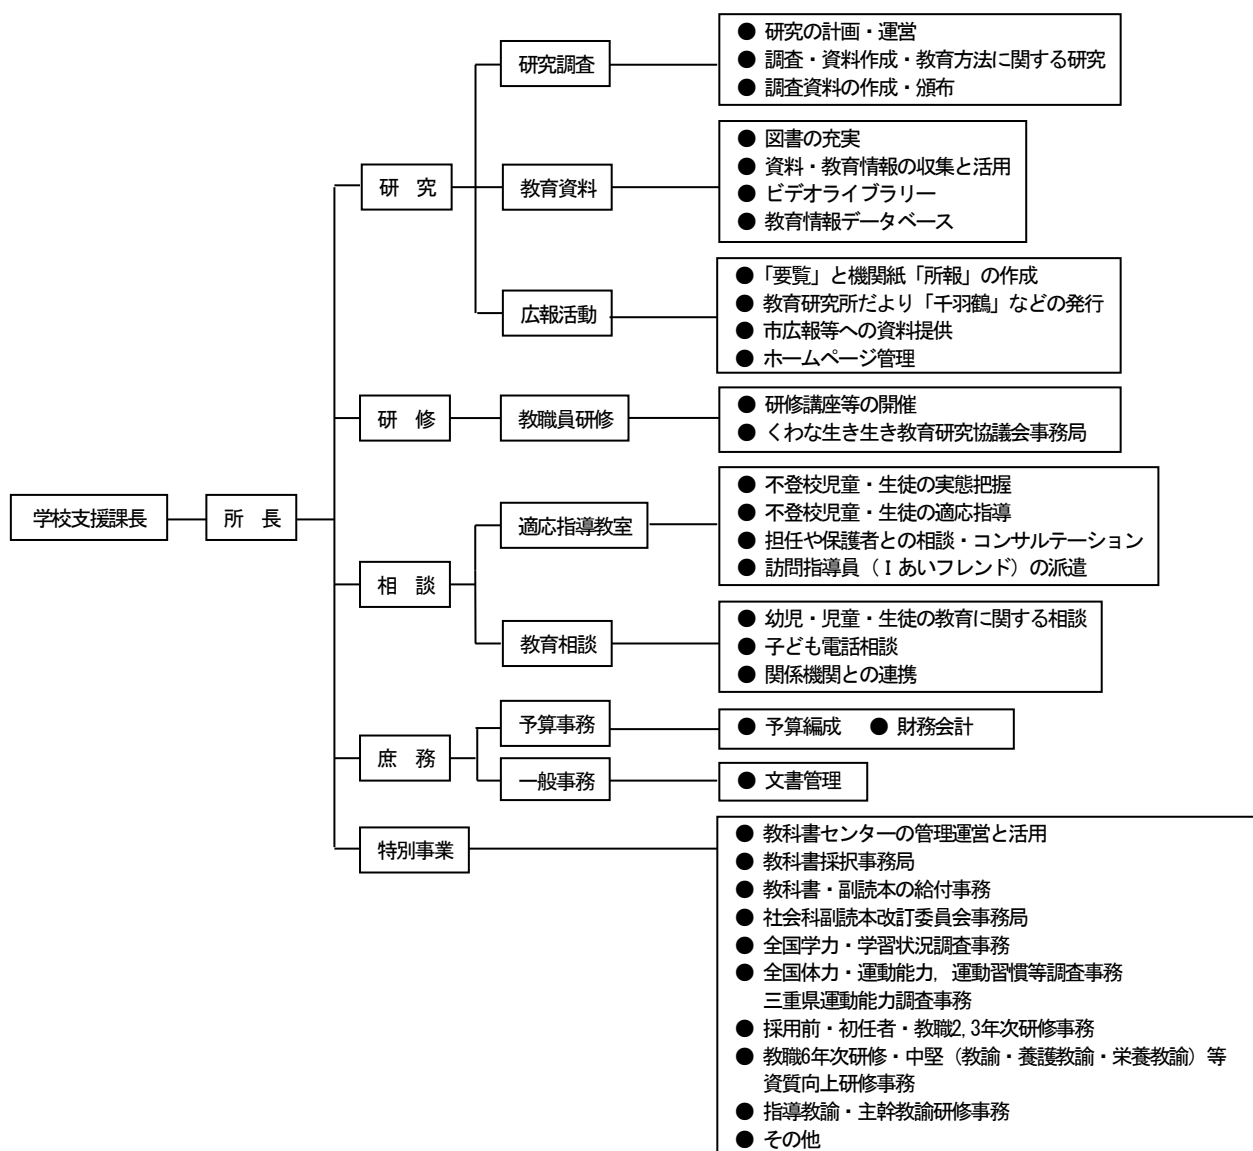 学校支援課長
所　長
研　究
研究調査
● 研究の計画・運営
● 調査・資料作成・教育方法に関する研究
● 調査資料の作成・頒布
教育資料
● 図書の充実
● 資料・教育情報の収集と活用
● ビデオライブラリー
● 教育情報データベース
広報活動
● 「要覧」と機関紙「所報」の作成
● 教育研究所だより「千羽鶴」などの発行
● 市広報等への資料提供
● ホームページ管理
研　修
教職員研修
● 研修講座等の開催
● くわな生き生き教育研究協議会事務局
相　談
適応指導教室
● 不登校児童・生徒の実態把握
● 不登校児童・生徒の適応指導
● 担任や保護者との相談・コンサルテーション
● 訪問指導員（Ｉあいフレンド）の派遣
教育相談
● 幼児・児童・生徒の教育に関する相談
● 子ども電話相談
● 関係機関との連携
庶　務
予算事務
● 予算編成　● 財務会計
一般事務
● 文書管理
特別事業
● 教科書センターの管理運営と活用
● 教科書採択事務局
● 教科書・副読本の給付事務
● 社会科副読本改訂委員会事務局
● 全国学力・学習状況調査事務
● 全国体力・運動能力，運動習慣等調査事務
三重県運動能力調査事務
● 採用前・初任者・教職2,3年次研修事務
● 教職6年次研修・中堅（教諭・養護教諭・栄養教諭）等
資質向上研修事務
● 指導教諭・主幹教諭研修事務
● その他